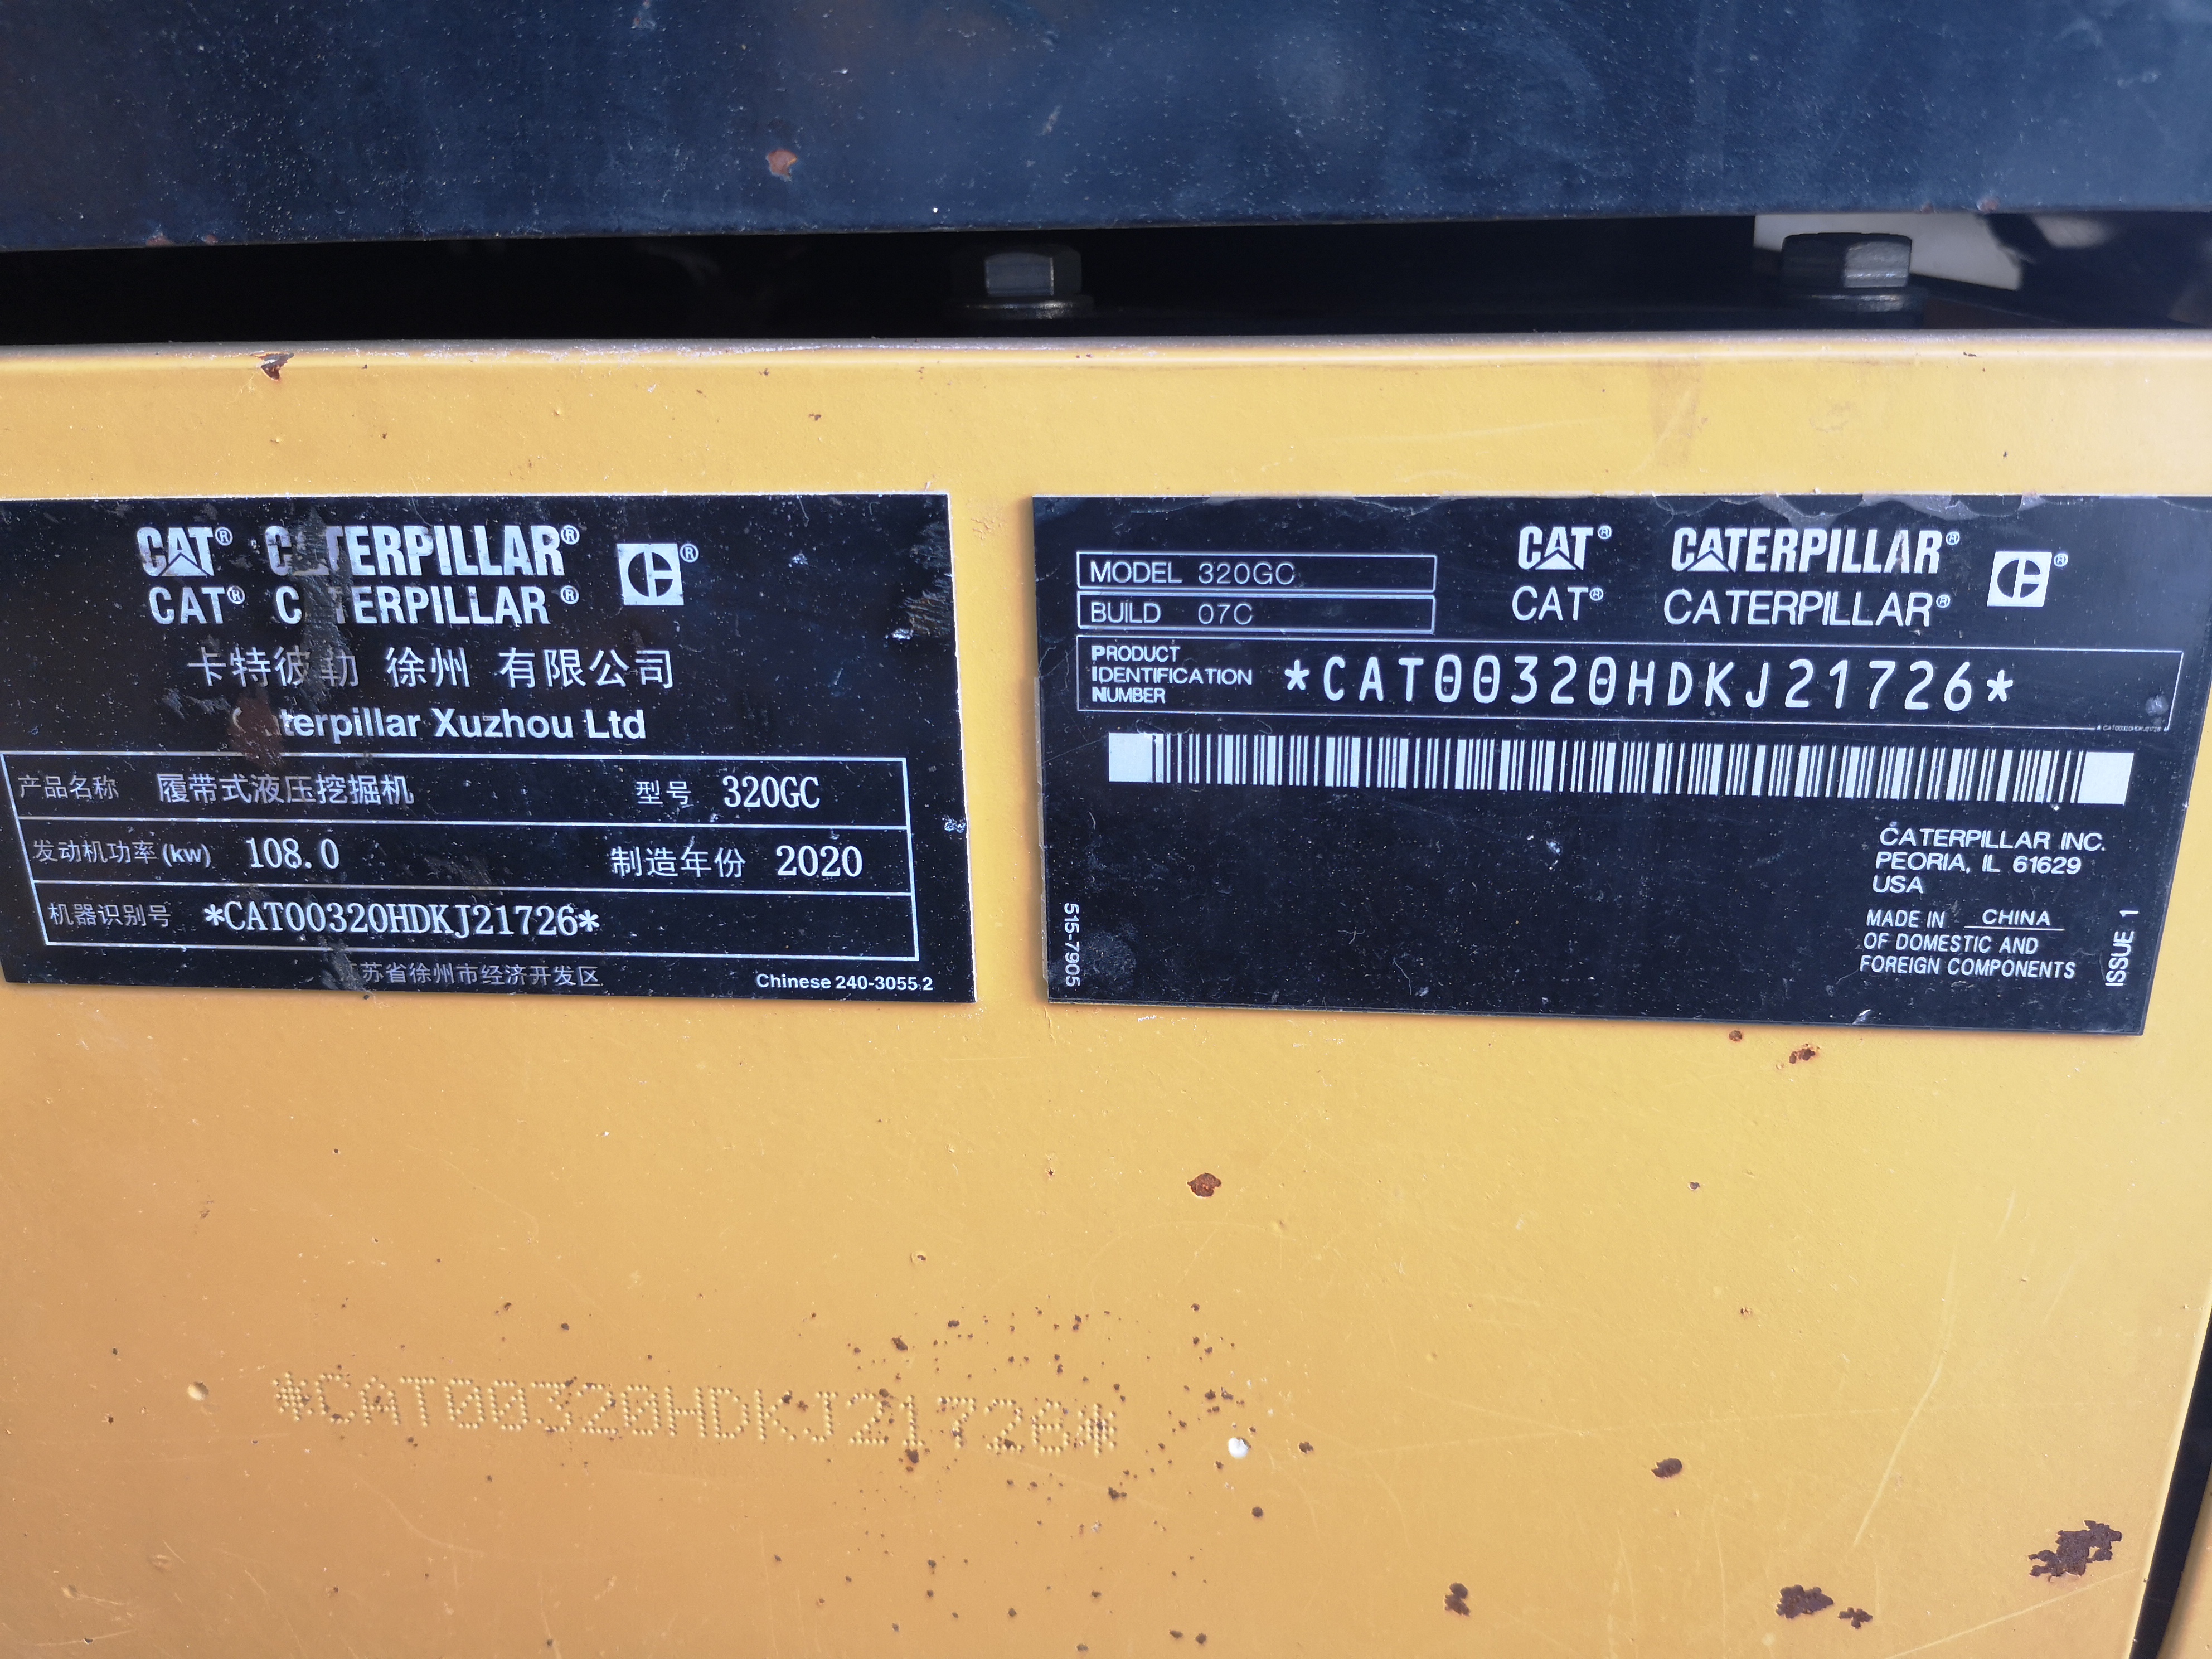 CAT® CATERPILLAR® ®
CAT® CATERPILLAR®
卡特彼勒 徐州 有限公司
Caterpillar Xuzhou Ltd
产品名称 履带式液压挖掘机 型号 320GC
发动机功率(kw) 108.0 制造年份 2020
机器识别号 *CAT00320HDKJ21726*
江苏省徐州市经济开发区 Chinese 240-3055 2
MODEL 320GC
BUILD 07C
CAT® CATERPILLAR® ®
CAT® CATERPILLAR®
PRODUCT
IDENTIFICATION
NUMBER
*CAT00320HDKJ21726*
*CAT00320HDKJ21726*
CATERPILLAR INC.
PEORIA, IL 61629
USA
MADE IN CHINA
OF DOMESTIC AND
FOREIGN COMPONENTS
515-7905
ISSUE 1
*CAT00320HDKJ21726*